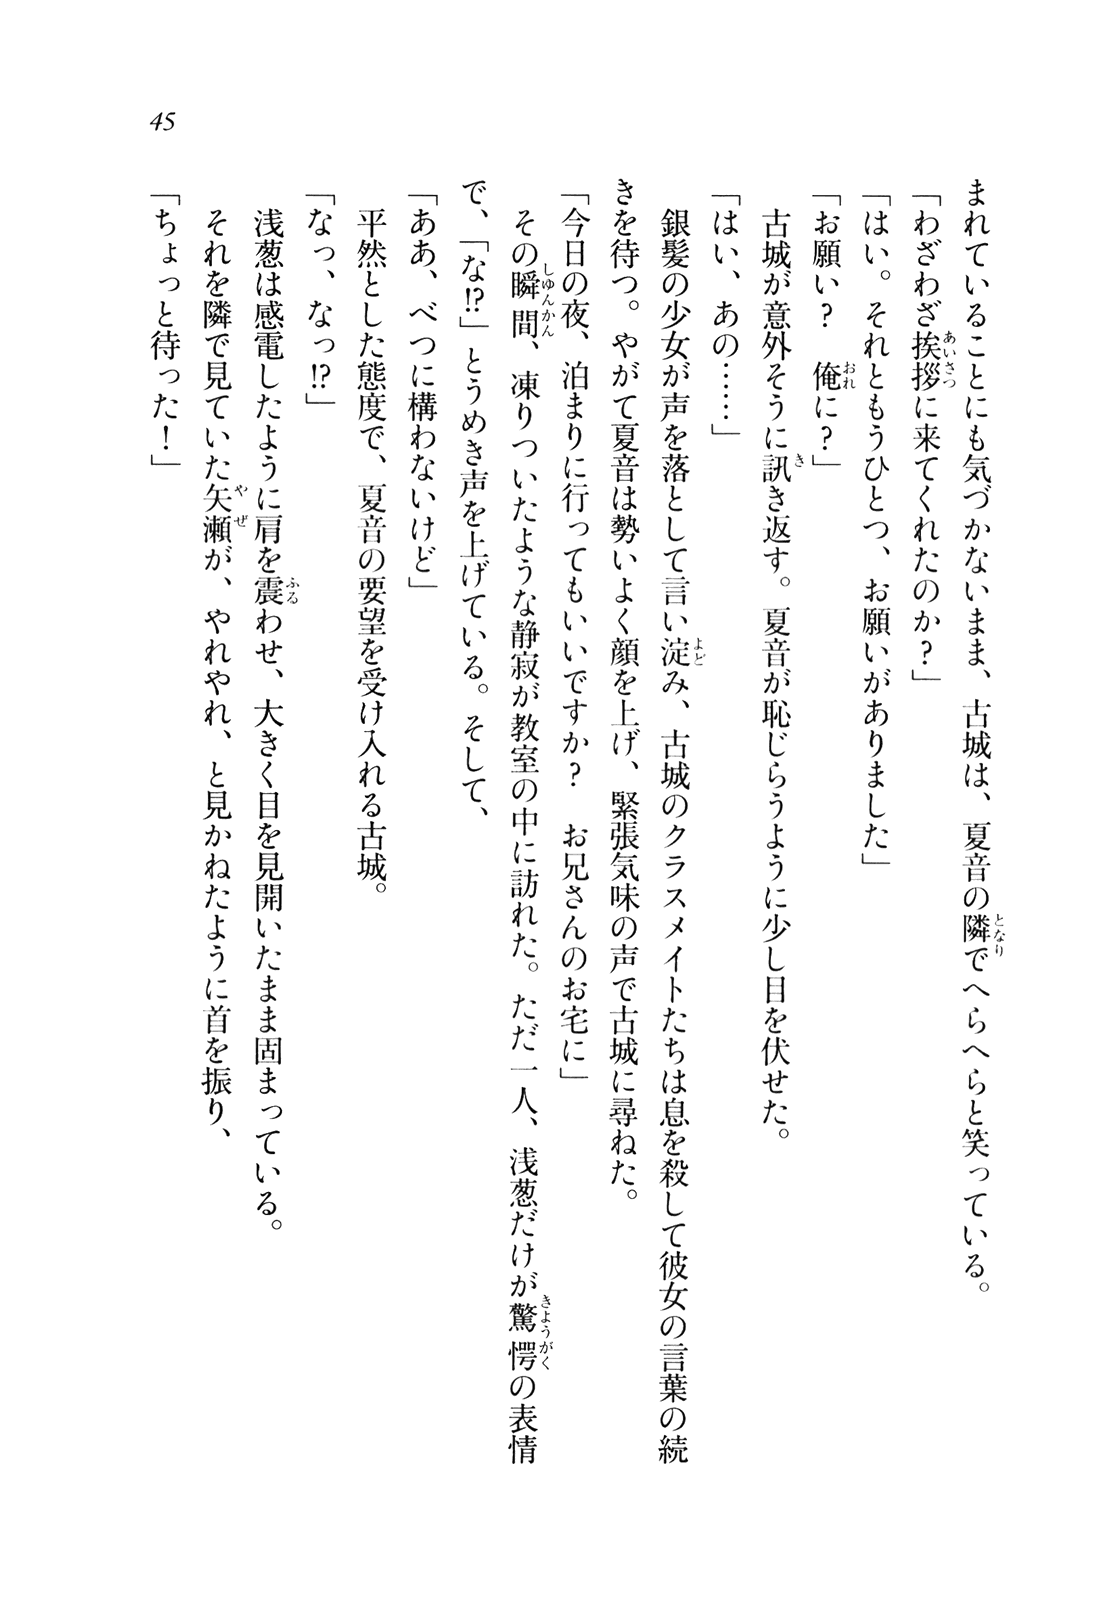 45
まれていることにも気づかないまま、古城は、夏音の隣でへらへらと笑っている。
「わざわざ挨拶に来てくれたのか？」
「はい。それともうひとつ、お願いがありました」
「お願い？　俺に？」
　古城が意外そうに訊き返す。夏音が恥じらうように少し目を伏せた。
「はい、あの……」
　銀髪の少女が声を落として言い淀み、古城のクラスメイトたちは息を殺して彼女の言葉の続
きを待つ。やがて夏音は勢いよく顔を上げ、緊張気味の声で古城に尋ねた。
「今日の夜、泊まりに行ってもいいですか？　お兄さんのお宅に」
　その瞬間、凍りついたような静寂が教室の中に訪れた。ただ一人、浅葱だけが驚愕の表情
で、「な!?」とうめき声を上げている。そして、
「ああ、べつに構わないけど」
　平然とした態度で、夏音の要望を受け入れる古城。
「なっ、なっ!?」
　浅葱は感電したように肩を震わせ、大きく目を見開いたまま固まっている。
　それを隣で見ていた矢瀬が、やれやれ、と見かねたように首を振り、
「ちょっと待った！」